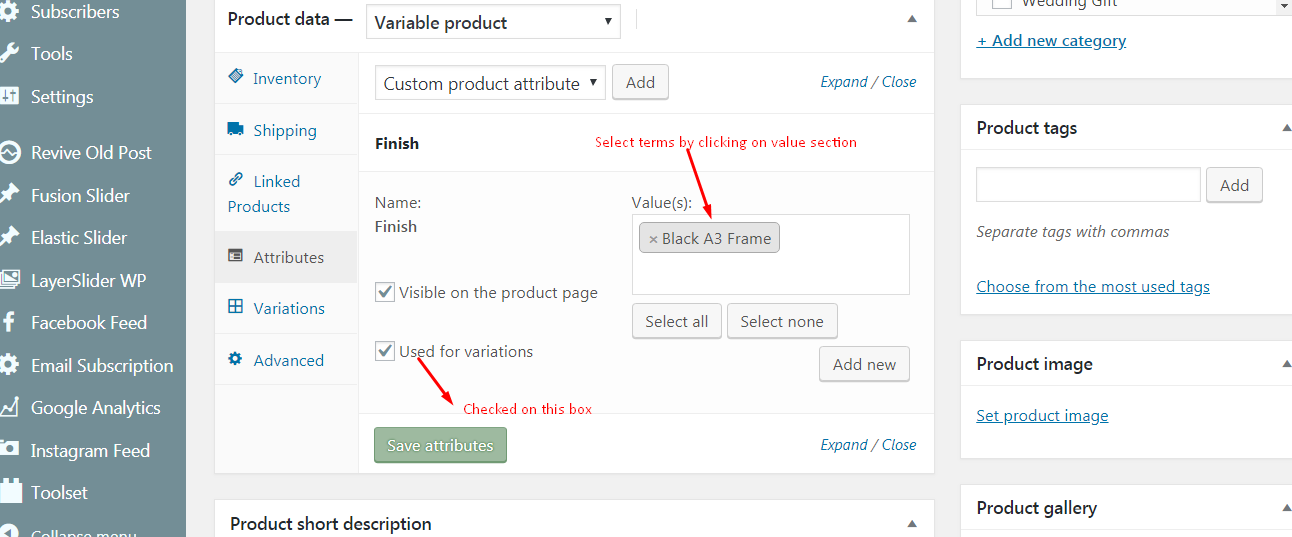 Subscribers
Tools
Settings
Revive Old Post
Fusion Slider
Elastic Slider
LayerSlider WP
Facebook Feed
Email Subscription
Google Analytics
Instagram Feed
Toolset
Collapse menu
Product data — Variable product
Inventory
Shipping
Linked
Products
Attributes
Variations
Advanced
Custom product attribute Add Expand / Close
Finish
Select terms by clicking on value section
Name:
Finish
Value(s):
× Black A3 Frame
Visible on the product page
Select all Select none
Used for variations
Add new
Checked on this box
Save attributes Expand / Close
Product short description
Wedding Gift
+ Add new category
Product tags
Add
Separate tags with commas
Choose from the most used tags
Product image
Set product image
Product gallery